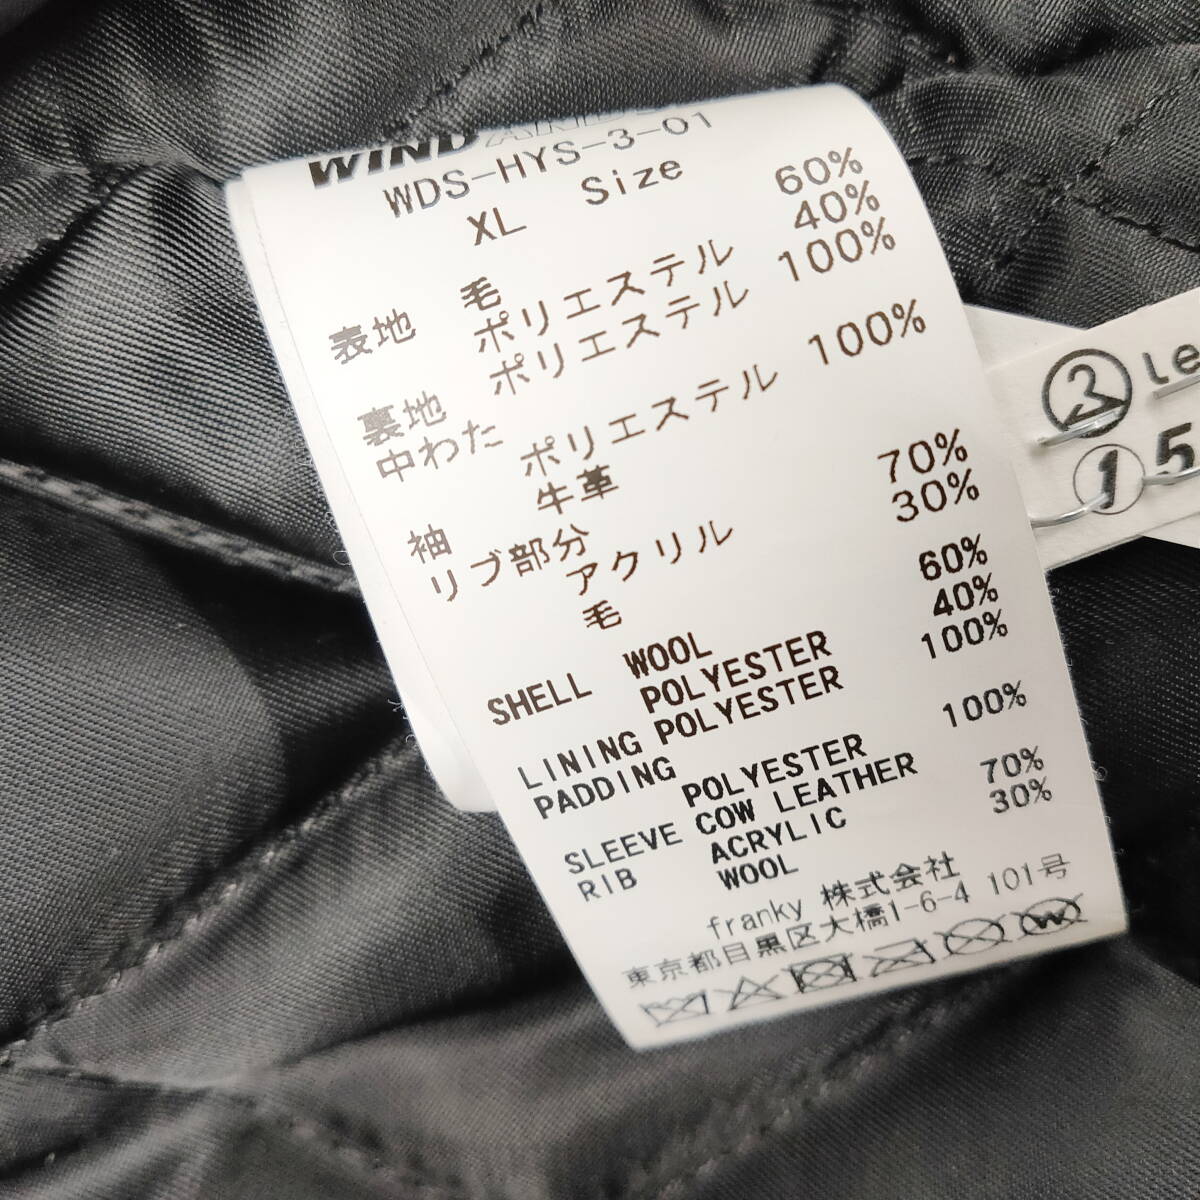 WIND
WDS-HYS-3-01
XL Size
表地 毛 60%
ポリエステル 40%
裏地 ポリエステル 100%
中わた
ポリエステル 100%
袖 牛革
リブ部分
アクリル 70%
毛 30%
SHELL WOOL 60%
POLYESTER 40%
LINING POLYESTER 100%
PADDING
POLYESTER 100%
SLEEVE COW LEATHER
RIB ACRYLIC 70%
WOOL 30%
franky 株式会社
東京都目黒区大橋1-6-4 101号
W
② Le
① 5